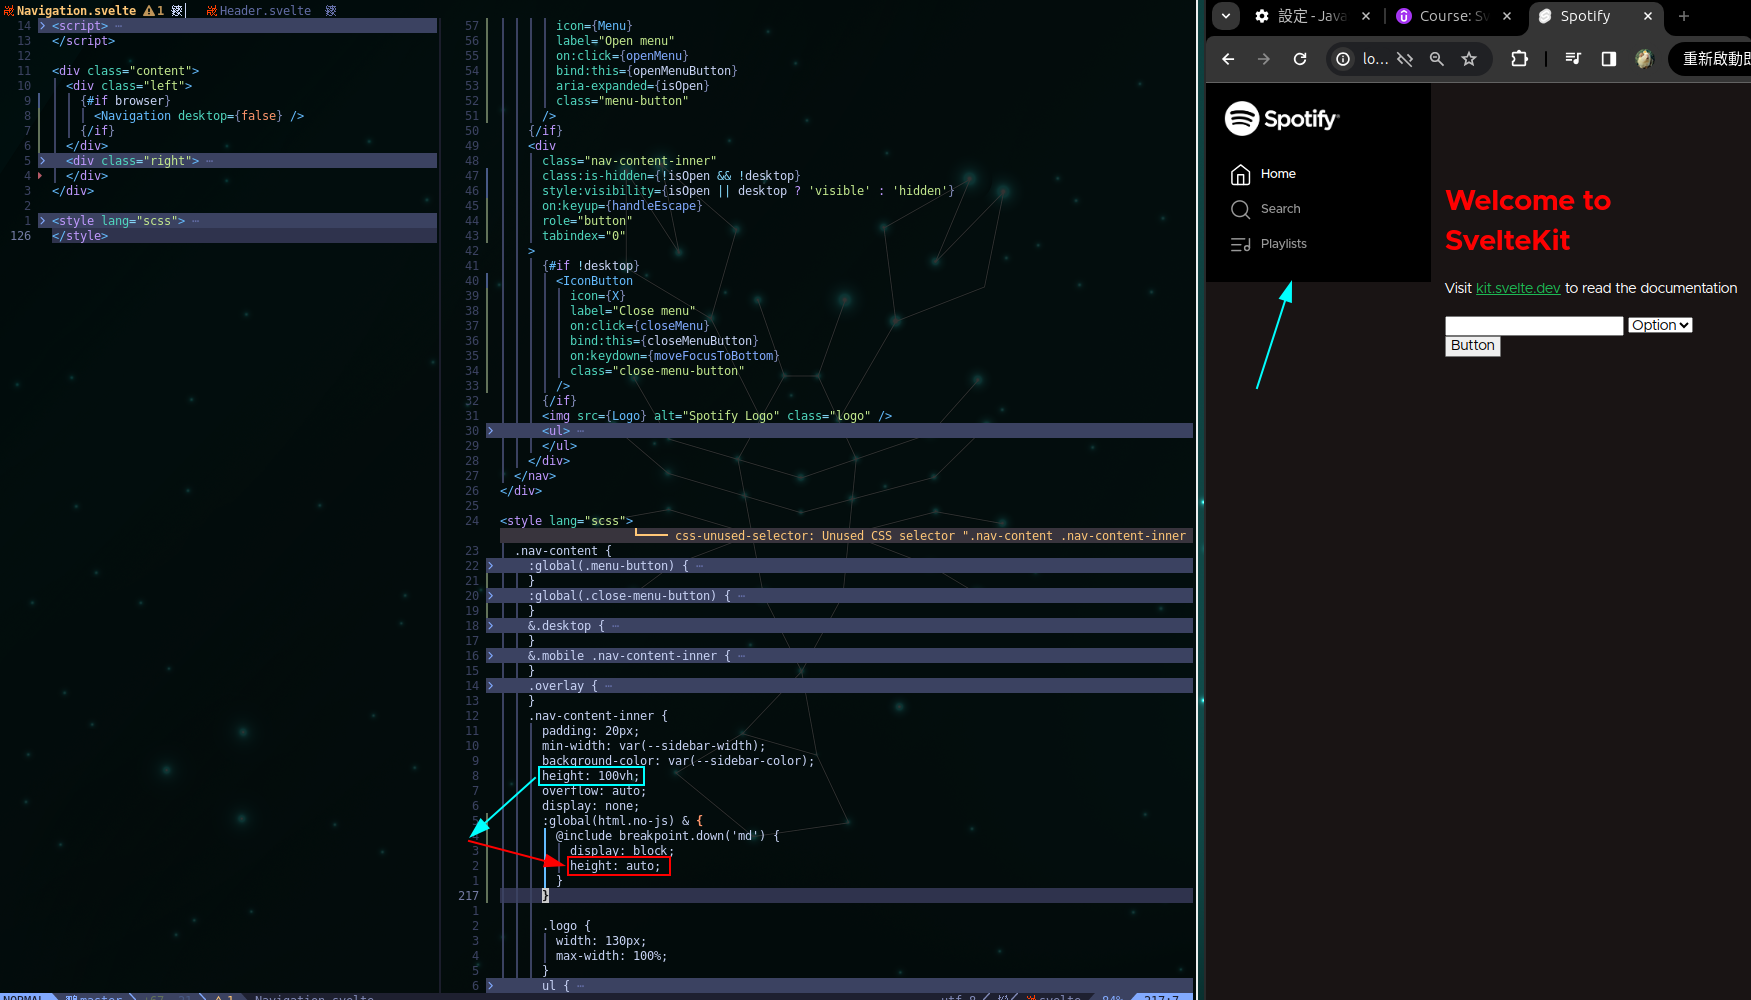 Navigation.svelte 1
Header.svelte
14 > <script> ⋯
13 </script>
12
11 <div class="content">
10 <div class="left">
9 {#if browser}
8 <Navigation desktop={false} />
7 {/if}
6 </div>
5 > <div class="right"> ⋯
4 </div>
3 </div>
2
1 > <style lang="scss"> ⋯
126 </style>
57 icon={Menu}
56 label="Open menu"
55 on:click={openMenu}
54 bind:this={openMenuButton}
53 aria-expanded={isOpen}
52 class="menu-button"
51 />
50 {/if}
49 <div
48 class="nav-content-inner"
47 class:is-hidden={!isOpen && !desktop}
46 style:visibility={isOpen || desktop ? 'visible' : 'hidden'}
45 on:keyup={handleEscape}
44 role="button"
43 tabindex="0"
42 >
41 {#if !desktop}
40 <IconButton
39 icon={X}
38 label="Close menu"
37 on:click={closeMenu}
36 bind:this={closeMenuButton}
35 on:keydown={moveFocusToBottom}
34 class="close-menu-button"
33 />
32 {/if}
31 <img src={Logo} alt="Spotify Logo" class="logo" />
30 > <ul> ⋯
29 </ul>
28 </div>
27 </nav>
26 </div>
25
24 <style lang="scss">
css-unused-selector: Unused CSS selector ".nav-content .nav-content-inner
23 .nav-content {
22 > :global(.menu-button) { ⋯
21 }
20 > :global(.close-menu-button) { ⋯
19 }
18 > &.desktop { ⋯
17 }
16 > &.mobile .nav-content-inner { ⋯
15 }
14 > .overlay { ⋯
13 }
12 .nav-content-inner {
11 padding: 20px;
10 min-width: var(--sidebar-width);
9 background-color: var(--sidebar-color);
8 height: 100vh;
7 overflow: auto;
6 display: none;
5 :global(html.no-js) & {
@include breakpoint.down('md') {
3 display: block;
2 height: auto;
1 }
217 }
1
2 .logo {
3 width: 130px;
4 max-width: 100%;
5 }
6 > ul { ⋯
NORMAL master Navigation.svelte utf-8 svelte 84% 217:7
設定 - Java
Course: Sv
Spotify
lo...
重新啟動即
Spotify
Home
Search
Playlists
Welcome to
SvelteKit
Visit kit.svelte.dev to read the documentation
Option
Button